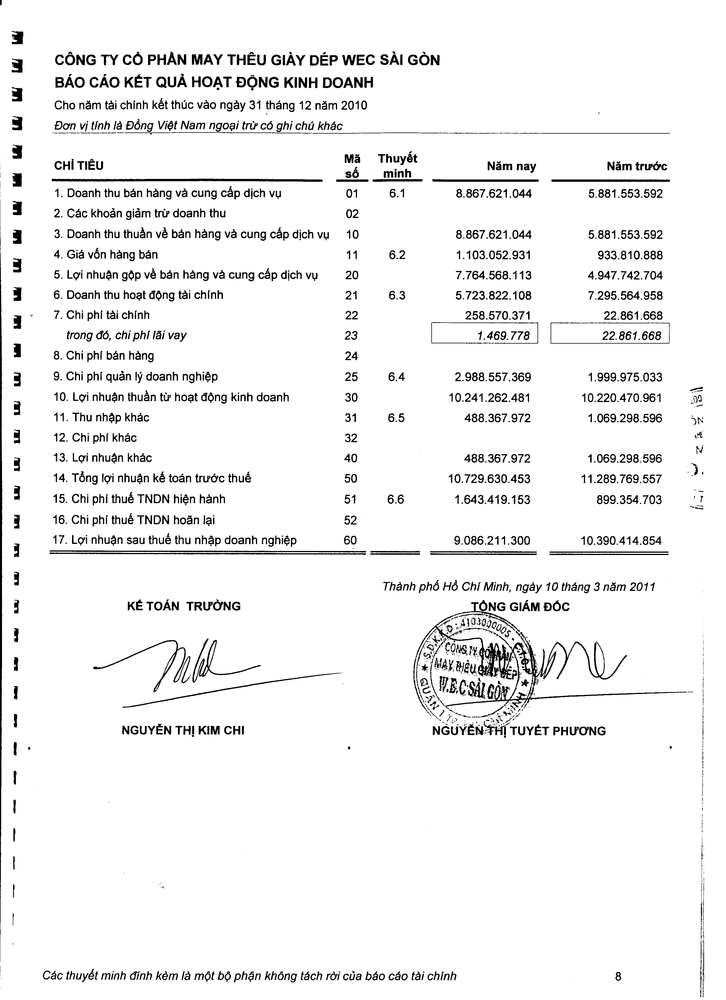 CÔNG TY CỔ PHẦN MAY THÊU GIÀY DÉP WEC SÀI GÒN
BÁO CÁO KẾT QUẢ HOẠT ĐỘNG KINH DOANH
Cho năm tài chính kết thúc vào ngày 31 tháng 12 năm 2010
Đơn vị tính là Đồng Việt Nam ngoại trừ có ghi chú khác
CHỈ TIÊU Mã số Thuyết minh Năm nay Năm trước
1. Doanh thu bán hàng và cung cấp dịch vụ 01 6.1 8.867.621.044 5.881.553.592
2. Các khoản giảm trừ doanh thu 02
3. Doanh thu thuần về bán hàng và cung cấp dịch vụ 10 8.867.621.044 5.881.553.592
4. Giá vốn hàng bán 11 6.2 1.103.052.931 933.810.888
5. Lợi nhuận gộp về bán hàng và cung cấp dịch vụ 20 7.764.568.113 4.947.742.704
6. Doanh thu hoạt động tài chính 21 6.3 5.723.822.108 7.295.564.958
7. Chi phí tài chính 22 258.570.371 22.861.668
trong đó, chi phí lãi vay 23 1.469.778 22.861.668
8. Chi phí bán hàng 24
9. Chi phí quản lý doanh nghiệp 25 6.4 2.988.557.369 1.999.975.033
10. Lợi nhuận thuần từ hoạt động kinh doanh 30 10.241.262.481 10.220.470.961
11. Thu nhập khác 31 6.5 488.367.972 1.069.298.596
12. Chi phí khác 32
13. Lợi nhuận khác 40 488.367.972 1.069.298.596
14. Tổng lợi nhuận kế toán trước thuế 50 10.729.630.453 11.289.769.557
15. Chi phí thuế TNDN hiện hành 51 6.6 1.643.419.153 899.354.703
16. Chi phí thuế TNDN hoãn lại 52
17. Lợi nhuận sau thuế thu nhập doanh nghiệp 60 9.086.211.300 10.390.414.854
Thành phố Hồ Chí Minh, ngày 10 tháng 3 năm 2011
KẾ TOÁN TRƯỞNG TỔNG GIÁM ĐỐC
S.Đ.K.K.D: 4103000005
CÔNG TY CỔ PHẦN
MAY THÊU GIÀY DÉP
W.E.C SÀI GÒN
QUẬN 1
NGUYỄN THỊ KIM CHI NGUYỄN THỊ TUYẾT PHƯƠNG
Các thuyết minh đính kèm là một bộ phận không tách rời của báo cáo tài chính 8